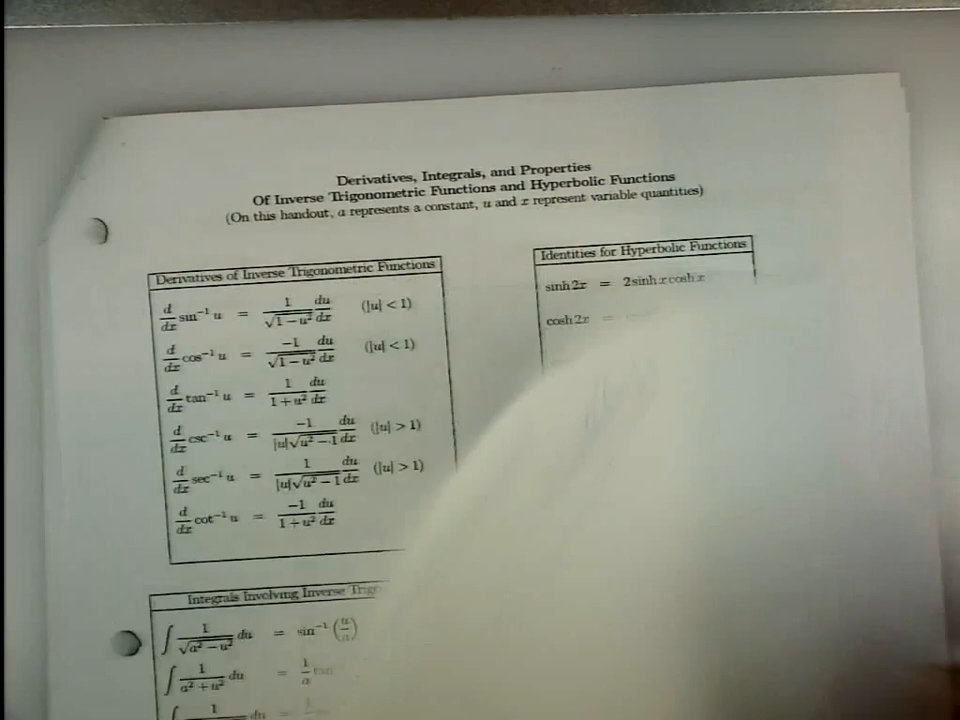 Derivatives, Integrals, and Properties
Of Inverse Trigonometric Functions and Hyperbolic Functions
(On this handout, a represents a constant, u and x represent variable quantities)
Derivatives of Inverse Trigonometric Functions
d/dx sin⁻¹ u = 1/√(1−u²) du/dx (|u| < 1)
d/dx cos⁻¹ u = −1/√(1−u²) du/dx (|u| < 1)
d/dx tan⁻¹ u = 1/(1+u²) du/dx
d/dx csc⁻¹ u = −1/(|u|√(u²−1)) du/dx (|u| > 1)
d/dx sec⁻¹ u = 1/(|u|√(u²−1)) du/dx (|u| > 1)
d/dx cot⁻¹ u = −1/(1+u²) du/dx
Identities for Hyperbolic Functions
sinh 2x = 2 sinh x cosh x
cosh 2x =
Integrals Involving Inverse
∫ 1/√(a²−u²) du = sin⁻¹(u/a)
∫ 1/(a²+u²) du = 1/a tan